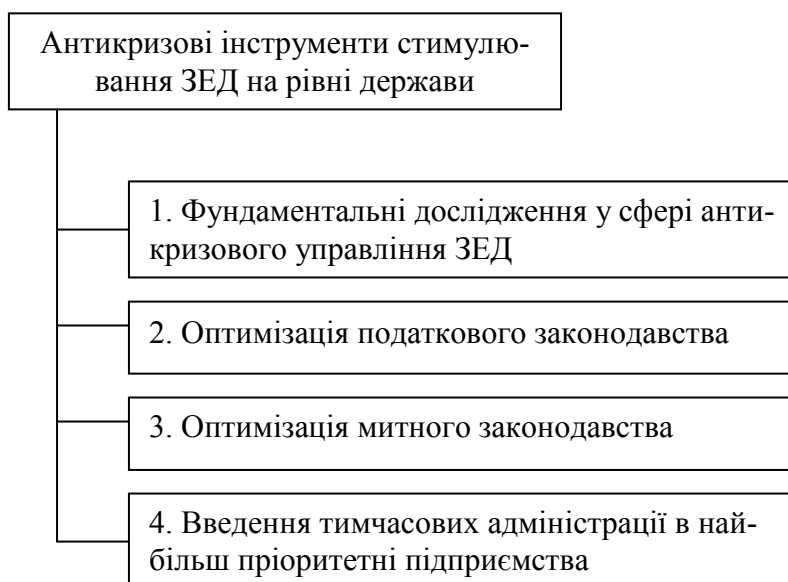 Антикризові інструменти стимулю-
вання ЗЕД на рівні держави
1. Фундаментальні дослідження у сфері анти-
кризового управління ЗЕД
2. Оптимізація податкового законодавства
3. Оптимізація митного законодавства
4. Введення тимчасових адміністрації в най-
більш пріоритетні підприємства